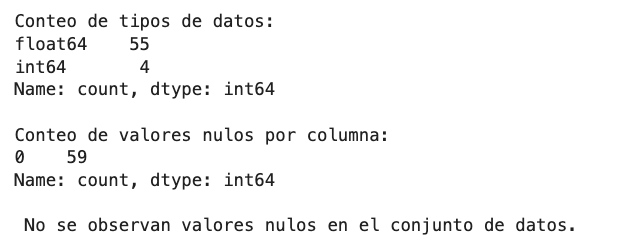 Conteo de tipos de datos:
float64    55
int64       4
Name: count, dtype: int64

Conteo de valores nulos por columna:
0    59
Name: count, dtype: int64

 No se observan valores nulos en el conjunto de datos.